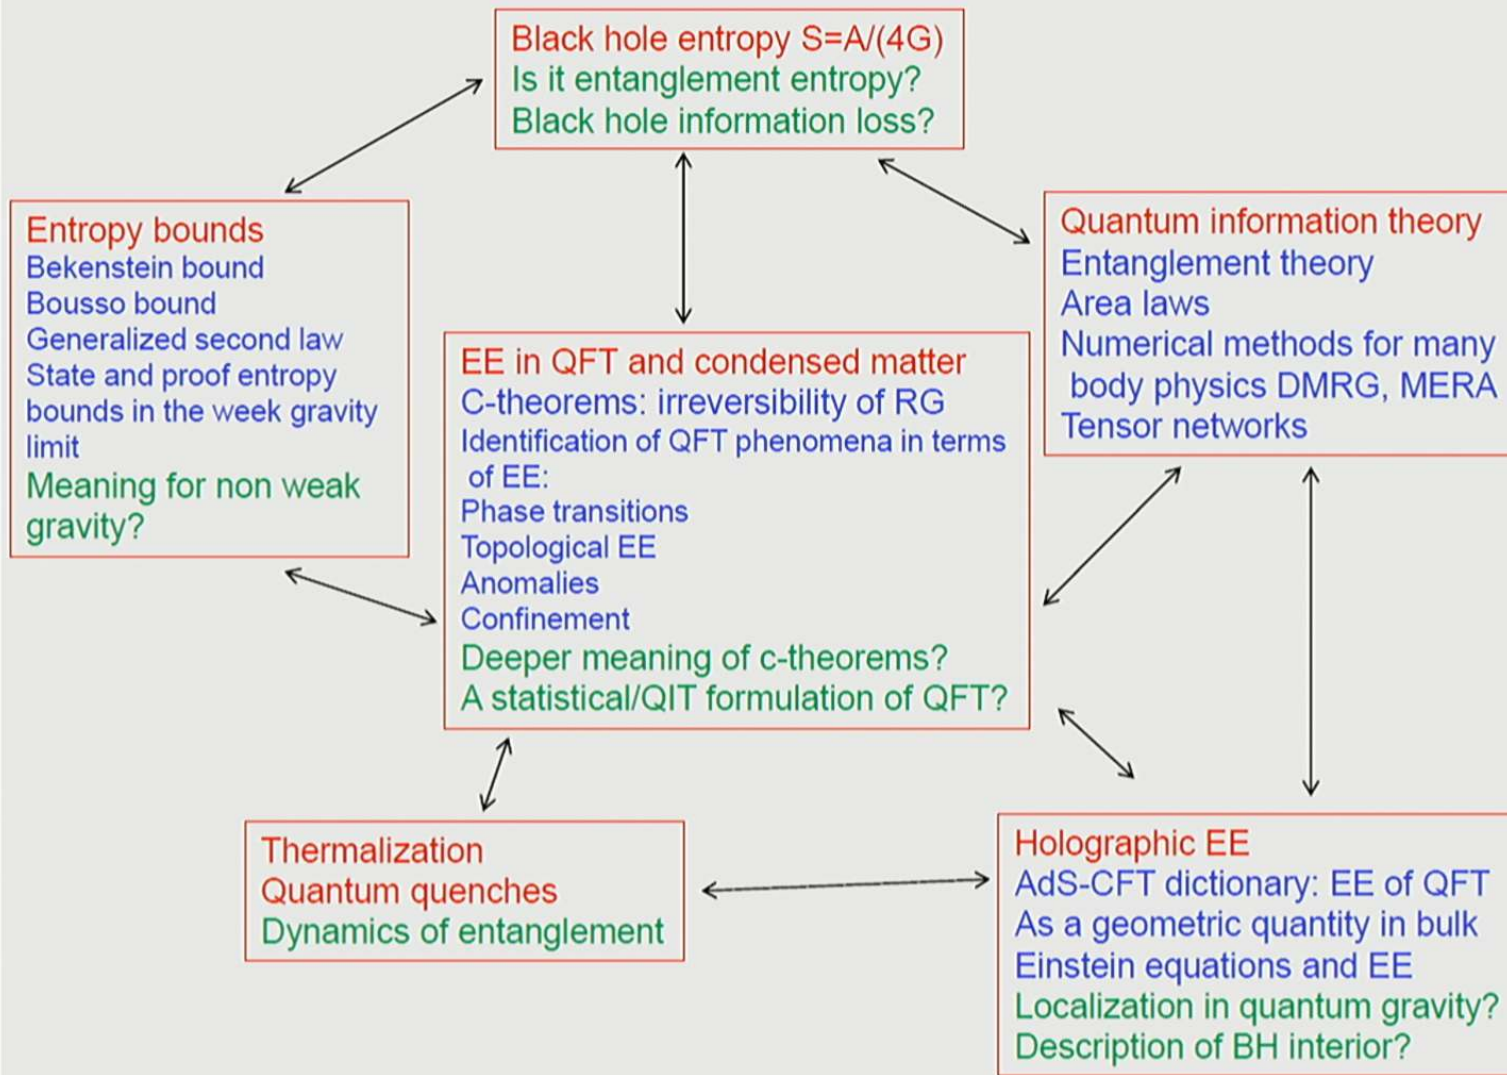 Black hole entropy S=A/(4G)
Is it entanglement entropy?
Black hole information loss?
Entropy bounds
Bekenstein bound
Bousso bound
Generalized second law
State and proof entropy
bounds in the week gravity
limit
Meaning for non weak
gravity?
Quantum information theory
Entanglement theory
Area laws
Numerical methods for many
body physics DMRG, MERA
Tensor networks
EE in QFT and condensed matter
C-theorems: irreversibility of RG
Identification of QFT phenomena in terms
of EE:
Phase transitions
Topological EE
Anomalies
Confinement
Deeper meaning of c-theorems?
A statistical/QIT formulation of QFT?
Thermalization
Quantum quenches
Dynamics of entanglement
Holographic EE
AdS-CFT dictionary: EE of QFT
As a geometric quantity in bulk
Einstein equations and EE
Localization in quantum gravity?
Description of BH interior?